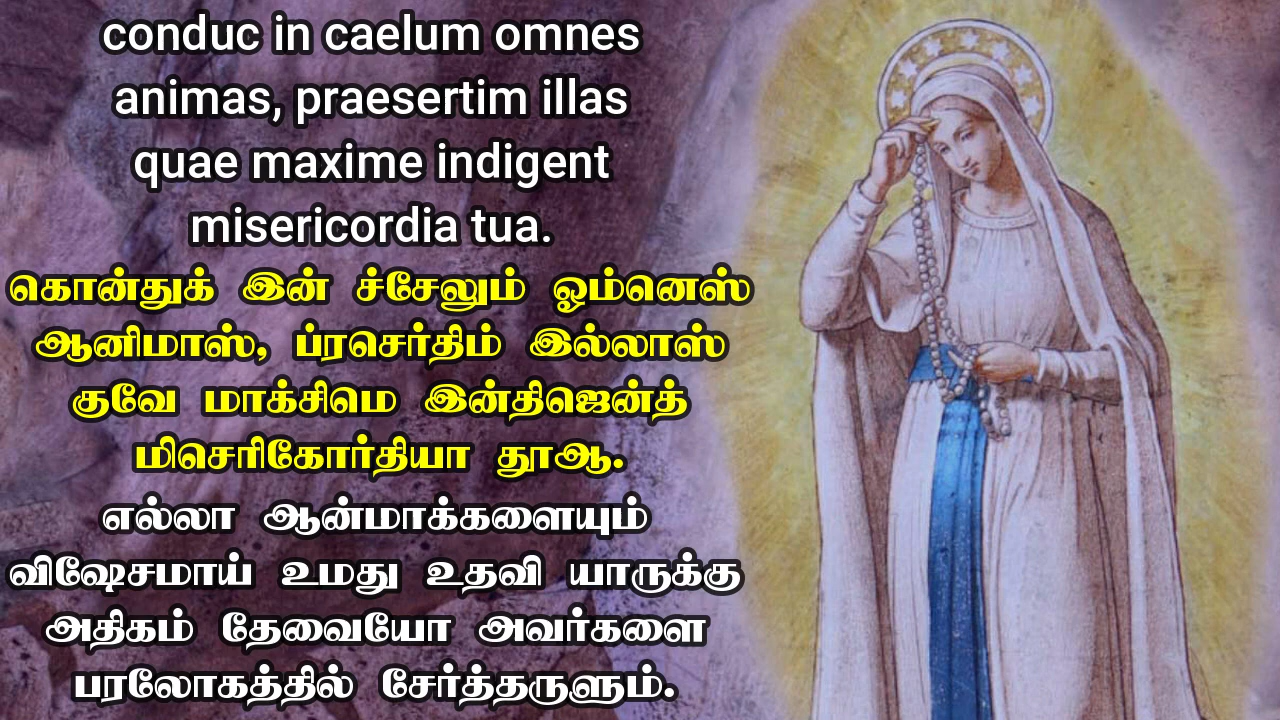 conduc in caelum omnes
animas, praesertim illas
quae maxime indigent
misericordia tua.
கொன்துக் இன் ச்சேலும் ஓம்னெஸ்
ஆனிமாஸ், ப்ரசெர்திம் இல்லாஸ்
குவே மாக்சிமெ இன்திஜென்த்
மிசெரிகோர்தியா தூஆ.
எல்லா ஆன்மாக்களையும்
விஷேசமாய் உமது உதவி யாருக்கு
அதிகம் தேவையோ அவர்களை
பரலோகத்தில் சேர்த்தருளும்.